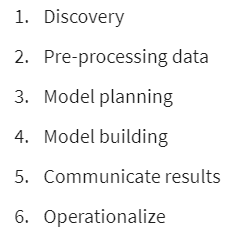 1. Discovery
2. Pre-processing data
3. Model planning
4. Model building
5. Communicate results
6. Operationalize